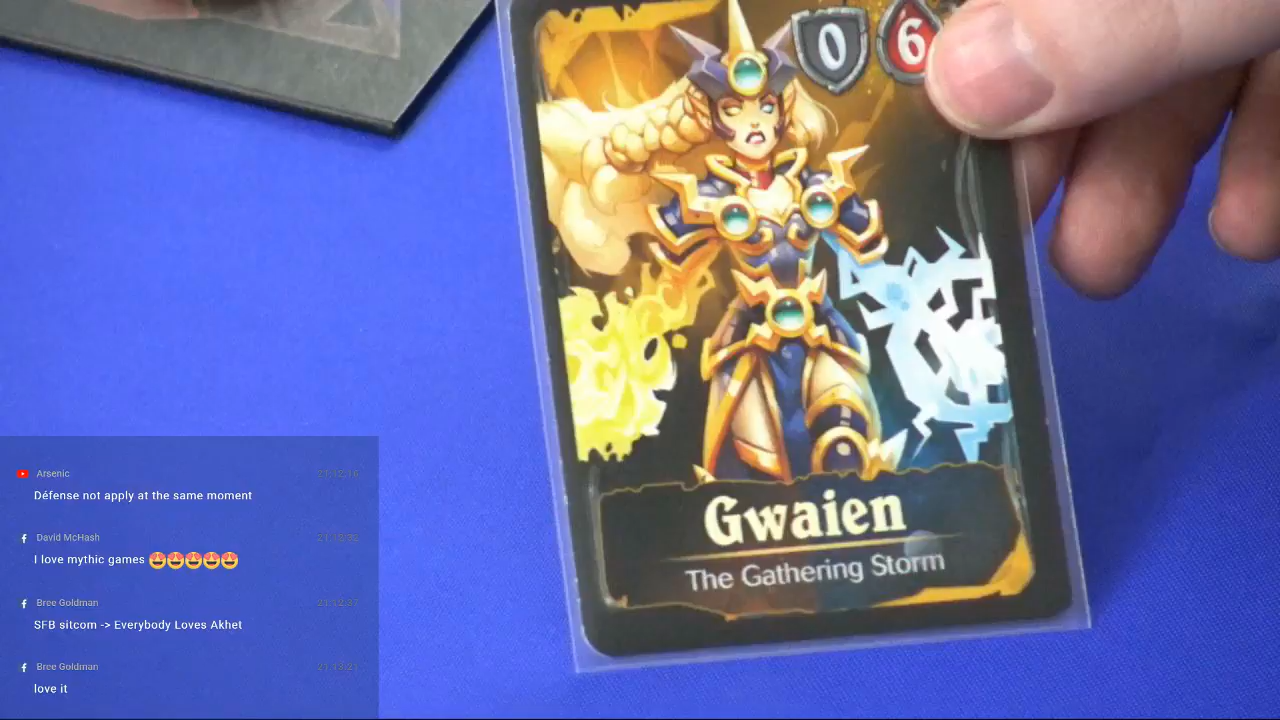 0 6
Gwaien
The Gathering Storm
Arsenic
Défense not apply at the same moment
David McHash
I love mythic games 😍😍😍😍😍
Bree Goldman
SFB sitcom -> Everybody Loves Akhet
Bree Goldman
love it